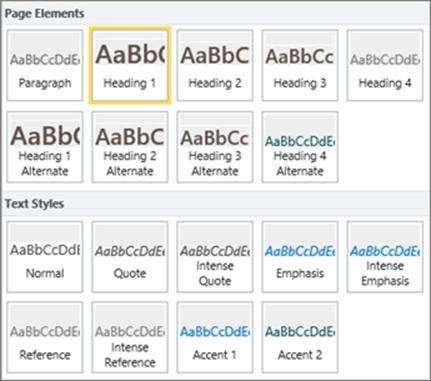 Page Elements
AaBbCcDdE AaBbC AaBbC AaBbCc AaBbCcDdE
Paragraph Heading 1 Heading 2 Heading 3 Heading 4
AaBbC AaBbC AaBbCc AaBbCcDdE
Heading 1 Alternate Heading 2 Alternate Heading 3 Alternate Heading 4 Alternate
Text Styles
AaBbCcDdE AaBbCcDdE AaBbCcDdE AaBbCcDdE AaBbCcDdE
Normal Quote Intense Quote Emphasis Intense Emphasis
AaBbCcDdE AaBbCcDdE AaBbCcDdE AaBbCcDdE
Reference Intense Reference Accent 1 Accent 2